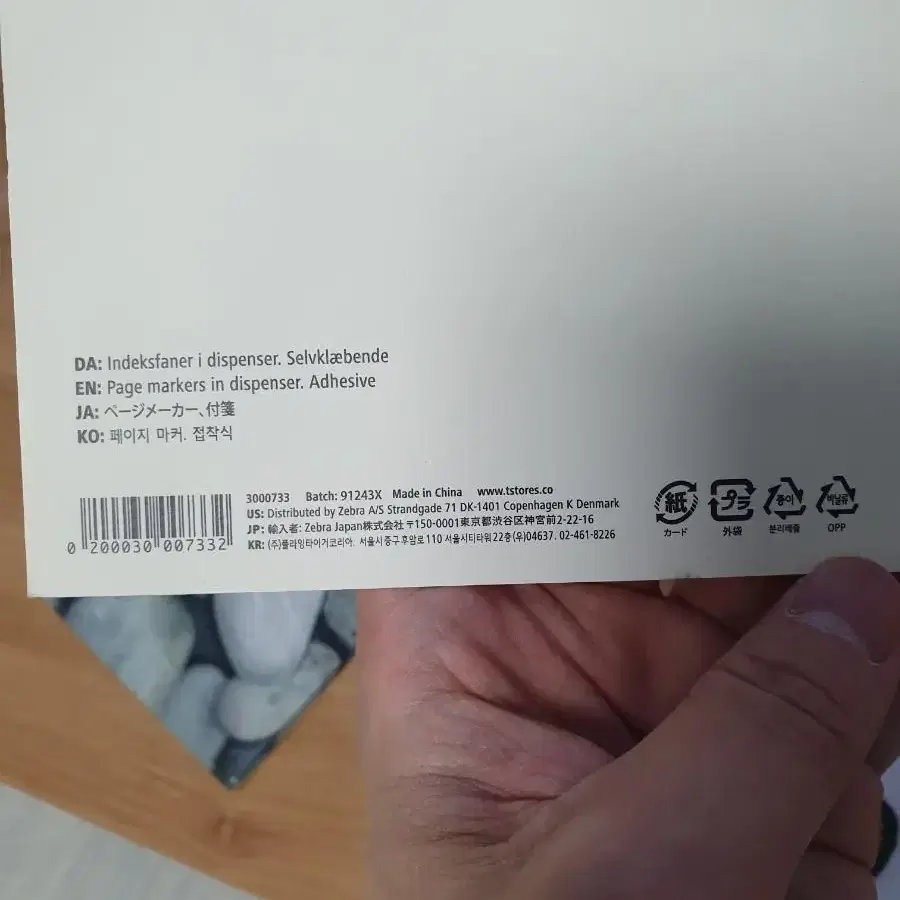 DA: Indeksfaner i dispenser. Selvklæbende
EN: Page markers in dispenser. Adhesive
JA: ページメーカー、付箋
KO: 페이지 마커. 접착식
3000733 Batch: 91243X Made in China www.tstores.co
US: Distributed by Zebra A/S Strandgade 71 DK-1401 Copenhagen K Denmark
JP: 輸入者: Zebra Japan株式会社 〒150-0001東京都渋谷区神宮前2-22-16
KR: (주)플라잉타이거코리아. 서울시중구후암로110 서울시티타워22층(우)04637. 02-461-8226
0 200030 007332
紙 プラ 종이 비닐류
カード 外袋 분리배출 OPP